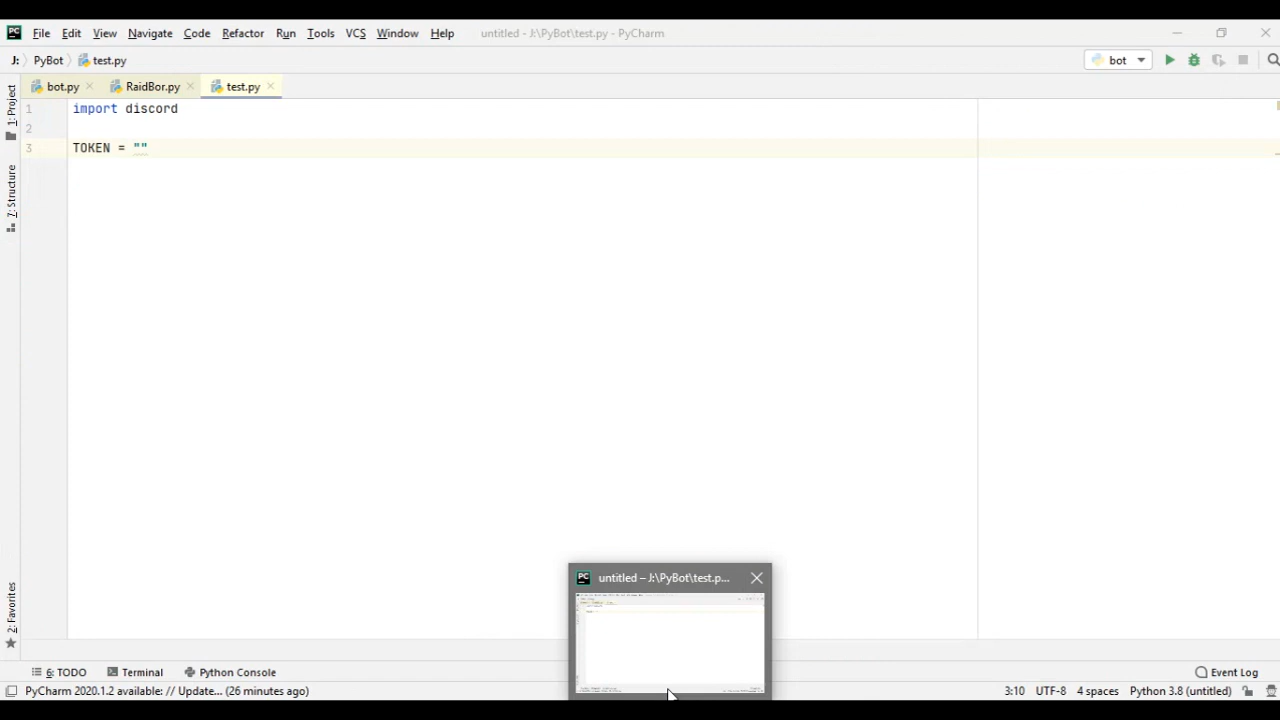 PC File Edit View Navigate Code Refactor Run Tools VCS Window Help untitled - J:\PyBot\test.py - PyCharm
J: PyBot test.py bot
bot.py RaidBor.py test.py
1: Project
7: Structure
2: Favorites
1 import discord
2
3 TOKEN = ""
PC untitled – J:\PyBot\test.p...
6: TODO Terminal Python Console Event Log
PyCharm 2020.1.2 available: // Update... (26 minutes ago) 3:10 UTF-8 4 spaces Python 3.8 (untitled)